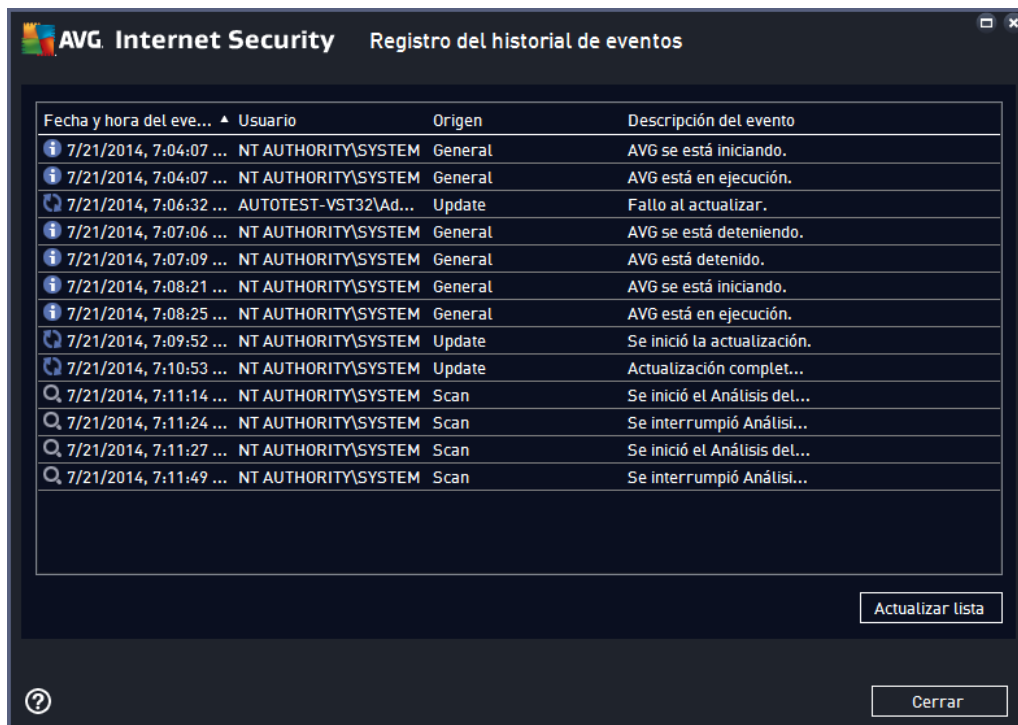 AVG. Internet Security Registro del historial de eventos
Fecha y hora del eve... Usuario Origen Descripción del evento
7/21/2014, 7:04:07 ... NT AUTHORITY\SYSTEM General AVG se está iniciando.
7/21/2014, 7:04:07 ... NT AUTHORITY\SYSTEM General AVG está en ejecución.
7/21/2014, 7:06:32 ... AUTOTEST-VST32\Ad... Update Fallo al actualizar.
7/21/2014, 7:07:06 ... NT AUTHORITY\SYSTEM General AVG se está deteniendo.
7/21/2014, 7:07:09 ... NT AUTHORITY\SYSTEM General AVG está detenido.
7/21/2014, 7:08:21 ... NT AUTHORITY\SYSTEM General AVG se está iniciando.
7/21/2014, 7:08:25 ... NT AUTHORITY\SYSTEM General AVG está en ejecución.
7/21/2014, 7:09:52 ... NT AUTHORITY\SYSTEM Update Se inició la actualización.
7/21/2014, 7:10:53 ... NT AUTHORITY\SYSTEM Update Actualización complet...
7/21/2014, 7:11:14 ... NT AUTHORITY\SYSTEM Scan Se inició el Análisis del...
7/21/2014, 7:11:24 ... NT AUTHORITY\SYSTEM Scan Se interrumpió Análisi...
7/21/2014, 7:11:27 ... NT AUTHORITY\SYSTEM Scan Se inició el Análisis del...
7/21/2014, 7:11:49 ... NT AUTHORITY\SYSTEM Scan Se interrumpió Análisi...
Actualizar lista
Cerrar